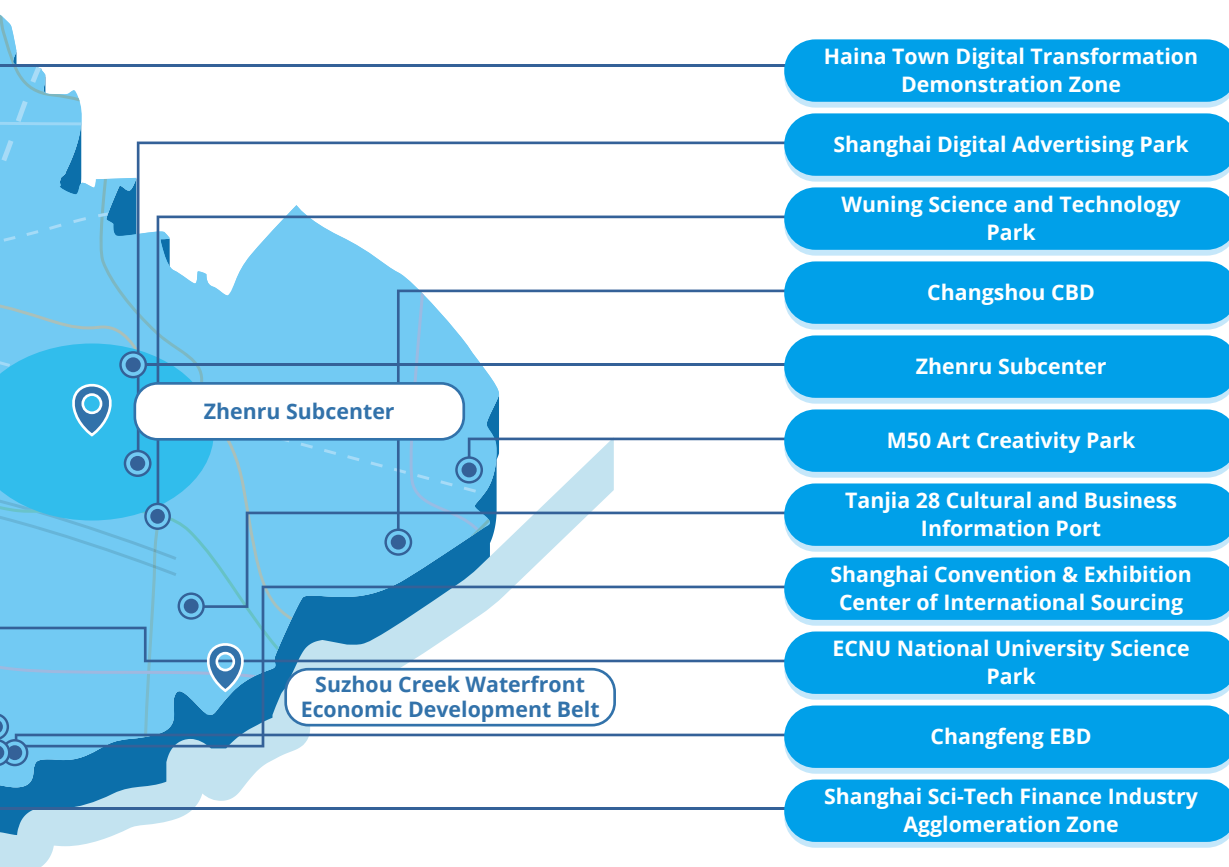 Haina Town Digital Transformation
Demonstration Zone
Shanghai Digital Advertising Park
Wuning Science and Technology
Park
Changshou CBD
Zhenru Subcenter
Zhenru Subcenter
M50 Art Creativity Park
Tanjia 28 Cultural and Business
Information Port
Shanghai Convention & Exhibition
Center of International Sourcing
ECNU National University Science
Park
Suzhou Creek Waterfront
Economic Development Belt
Changfeng EBD
Shanghai Sci-Tech Finance Industry
Agglomeration Zone